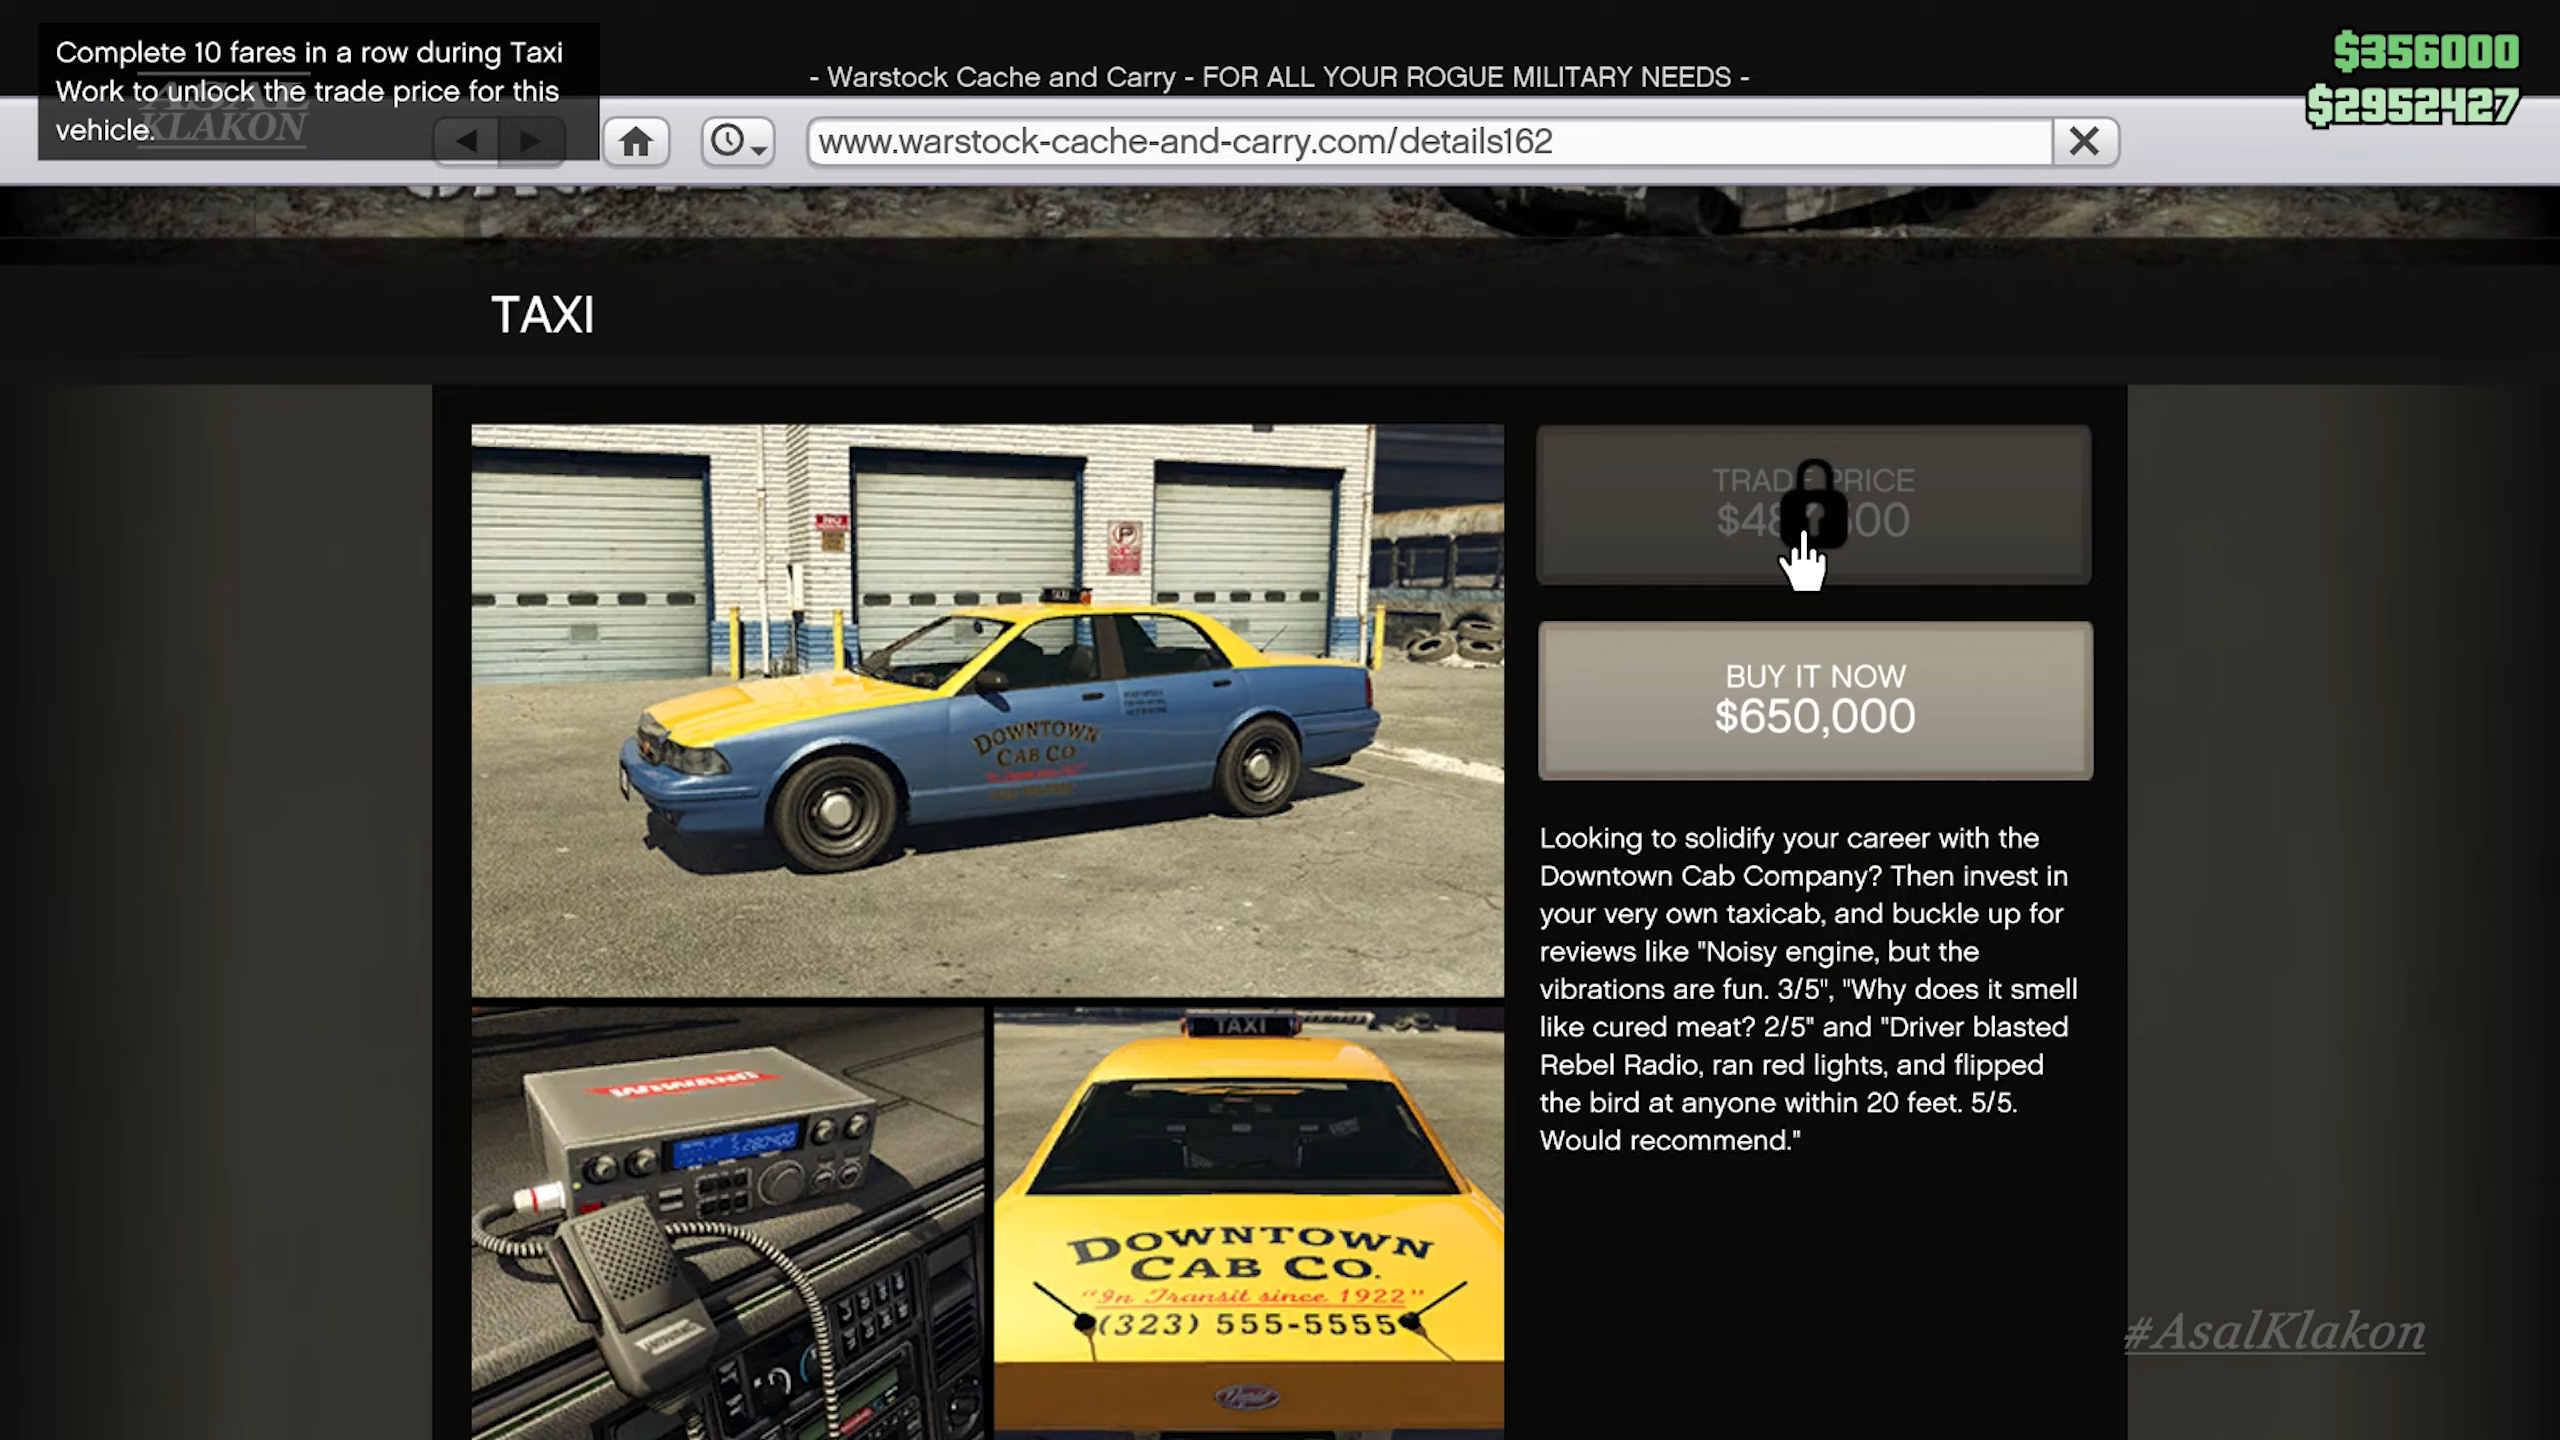 Complete 10 fares in a row during Taxi
Work to unlock the trade price for this
vehicle.
ASAL
KLAKON
- Warstock Cache and Carry - FOR ALL YOUR ROGUE MILITARY NEEDS -
$356000
$2952427
www.warstock-cache-and-carry.com/details162
TAXI
TRADE PRICE
BUY IT NOW
$650,000
Looking to solidify your career with the
Downtown Cab Company? Then invest in
your very own taxicab, and buckle up for
reviews like "Noisy engine, but the
vibrations are fun. 3/5", "Why does it smell
like cured meat? 2/5" and "Driver blasted
Rebel Radio, ran red lights, and flipped
the bird at anyone within 20 feet. 5/5.
Would recommend."
DOWNTOWN
CAB CO
TAXI
DOWNTOWN
CAB CO.
"In Transit since 1922"
(323) 555-5555
#AsalKlakon